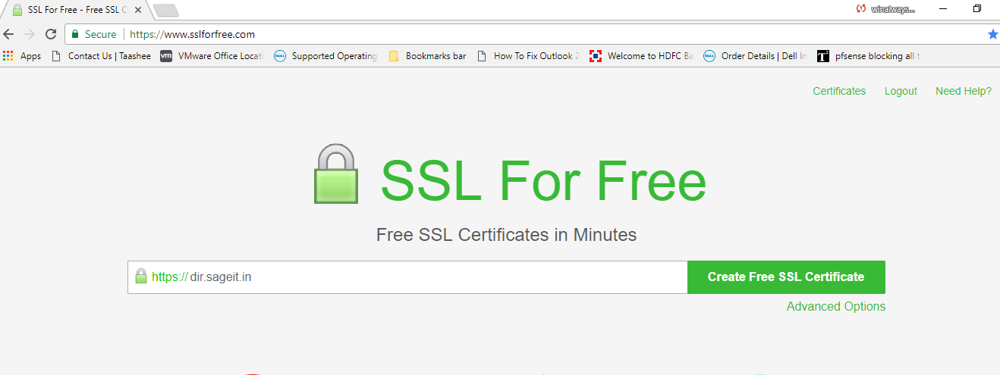 SSL For Free - Free SSL C
winalways...
Secure https://www.sslforfree.com
Apps Contact Us | Taashee VMware Office Locati DELL Supported Operating Bookmarks bar How To Fix Outlook 2 Welcome to HDFC Ba DELL Order Details | Dell In T2 pfsense blocking all t
Certificates Logout Need Help?
SSL For Free
Free SSL Certificates in Minutes
https:// dir.sageit.in Create Free SSL Certificate
Advanced Options